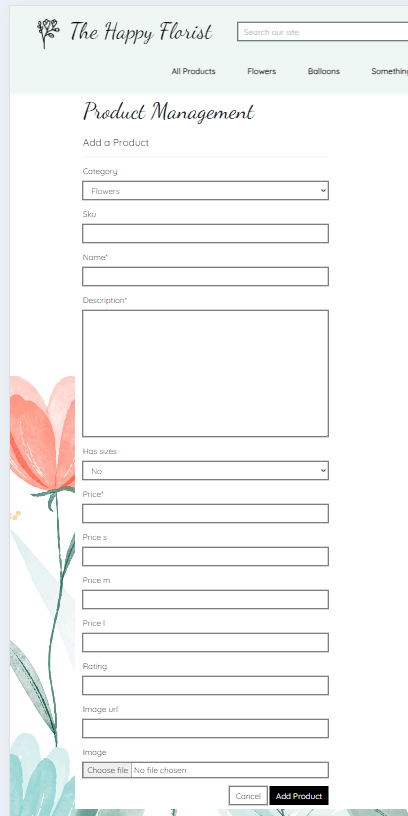 The Happy Florist
Search our site
All Products Flowers Balloons Something
Product Management
Add a Product
Category
Flowers
Sku
Name*
Description*
Has sizes
No
Price*
Price s
Price m
Price l
Rating
Image url
Image
Choose file No file chosen
Cancel Add Product